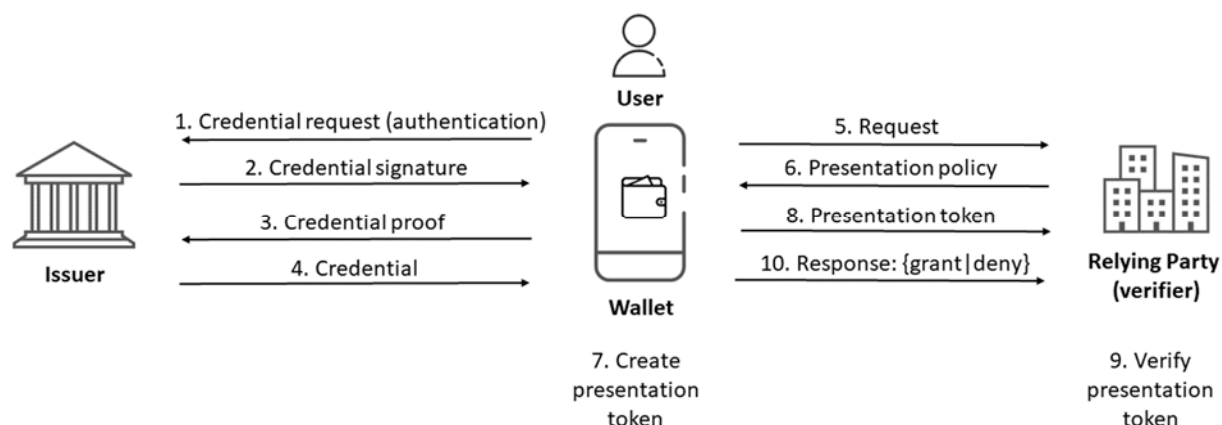 User
1. Credential request (authentication)
2. Credential signature
3. Credential proof
4. Credential
Issuer
Wallet
7. Create
presentation
token
5. Request
6. Presentation policy
8. Presentation token
10. Response: {grant|deny}
Relying Party
(verifier)
9. Verify
presentation
token